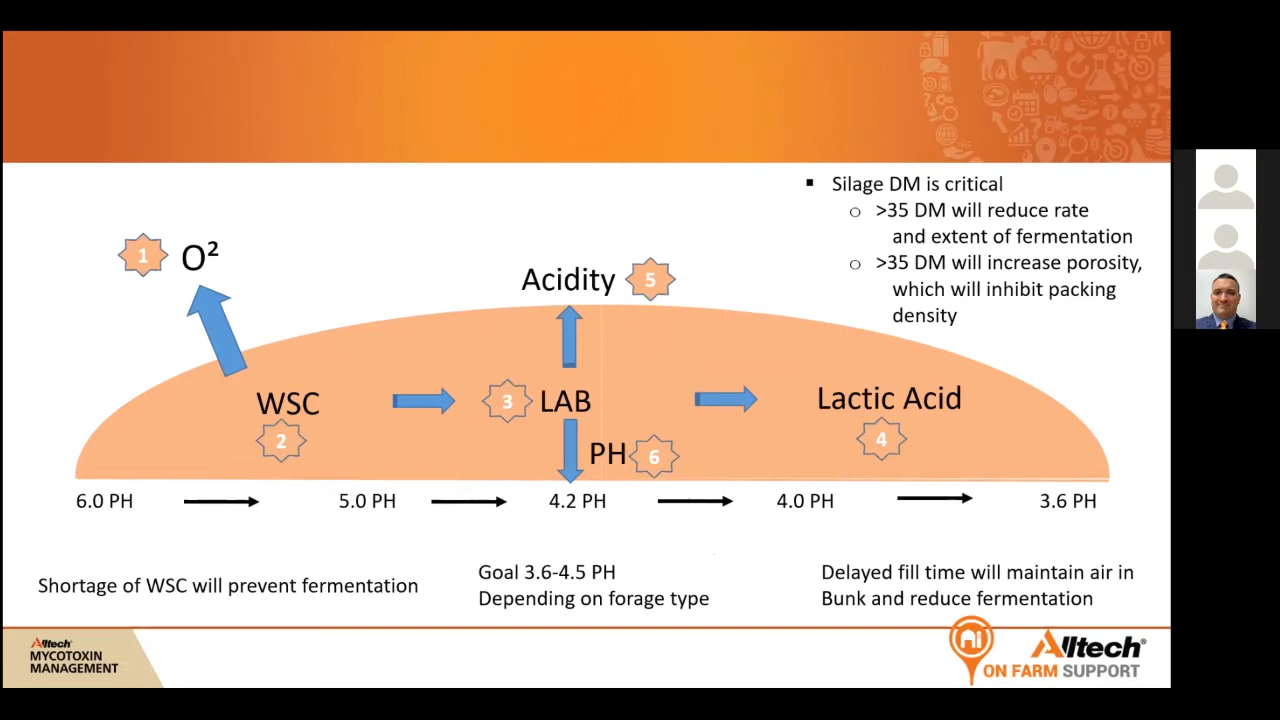 ▪ Silage DM is critical
o >35 DM will reduce rate
and extent of fermentation
o >35 DM will increase porosity,
which will inhibit packing
density
1 O²
Acidity 5
WSC
2
3 LAB
Lactic Acid
4
PH 6
6.0 PH
5.0 PH
4.2 PH
4.0 PH
3.6 PH
Shortage of WSC will prevent fermentation
Goal 3.6-4.5 PH
Depending on forage type
Delayed fill time will maintain air in
Bunk and reduce fermentation
Alltech®
MYCOTOXIN
MANAGEMENT
Alltech®
ON FARM SUPPORT